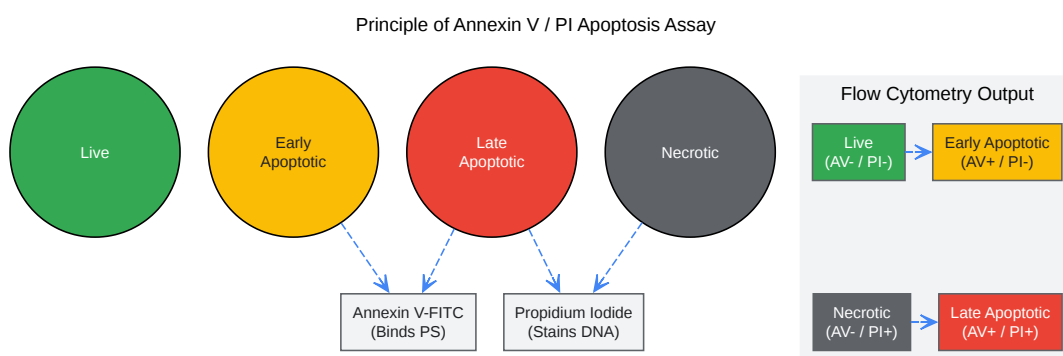 Principle of Annexin V / PI Apoptosis Assay
Live
Early
Apoptotic
Late
Apoptotic
Necrotic
Annexin V-FITC
(Binds PS)
Propidium Iodide
(Stains DNA)
Flow Cytometry Output
Live
(AV- / PI-)
Early Apoptotic
(AV+ / PI-)
Necrotic
(AV- / PI+)
Late Apoptotic
(AV+ / PI+)